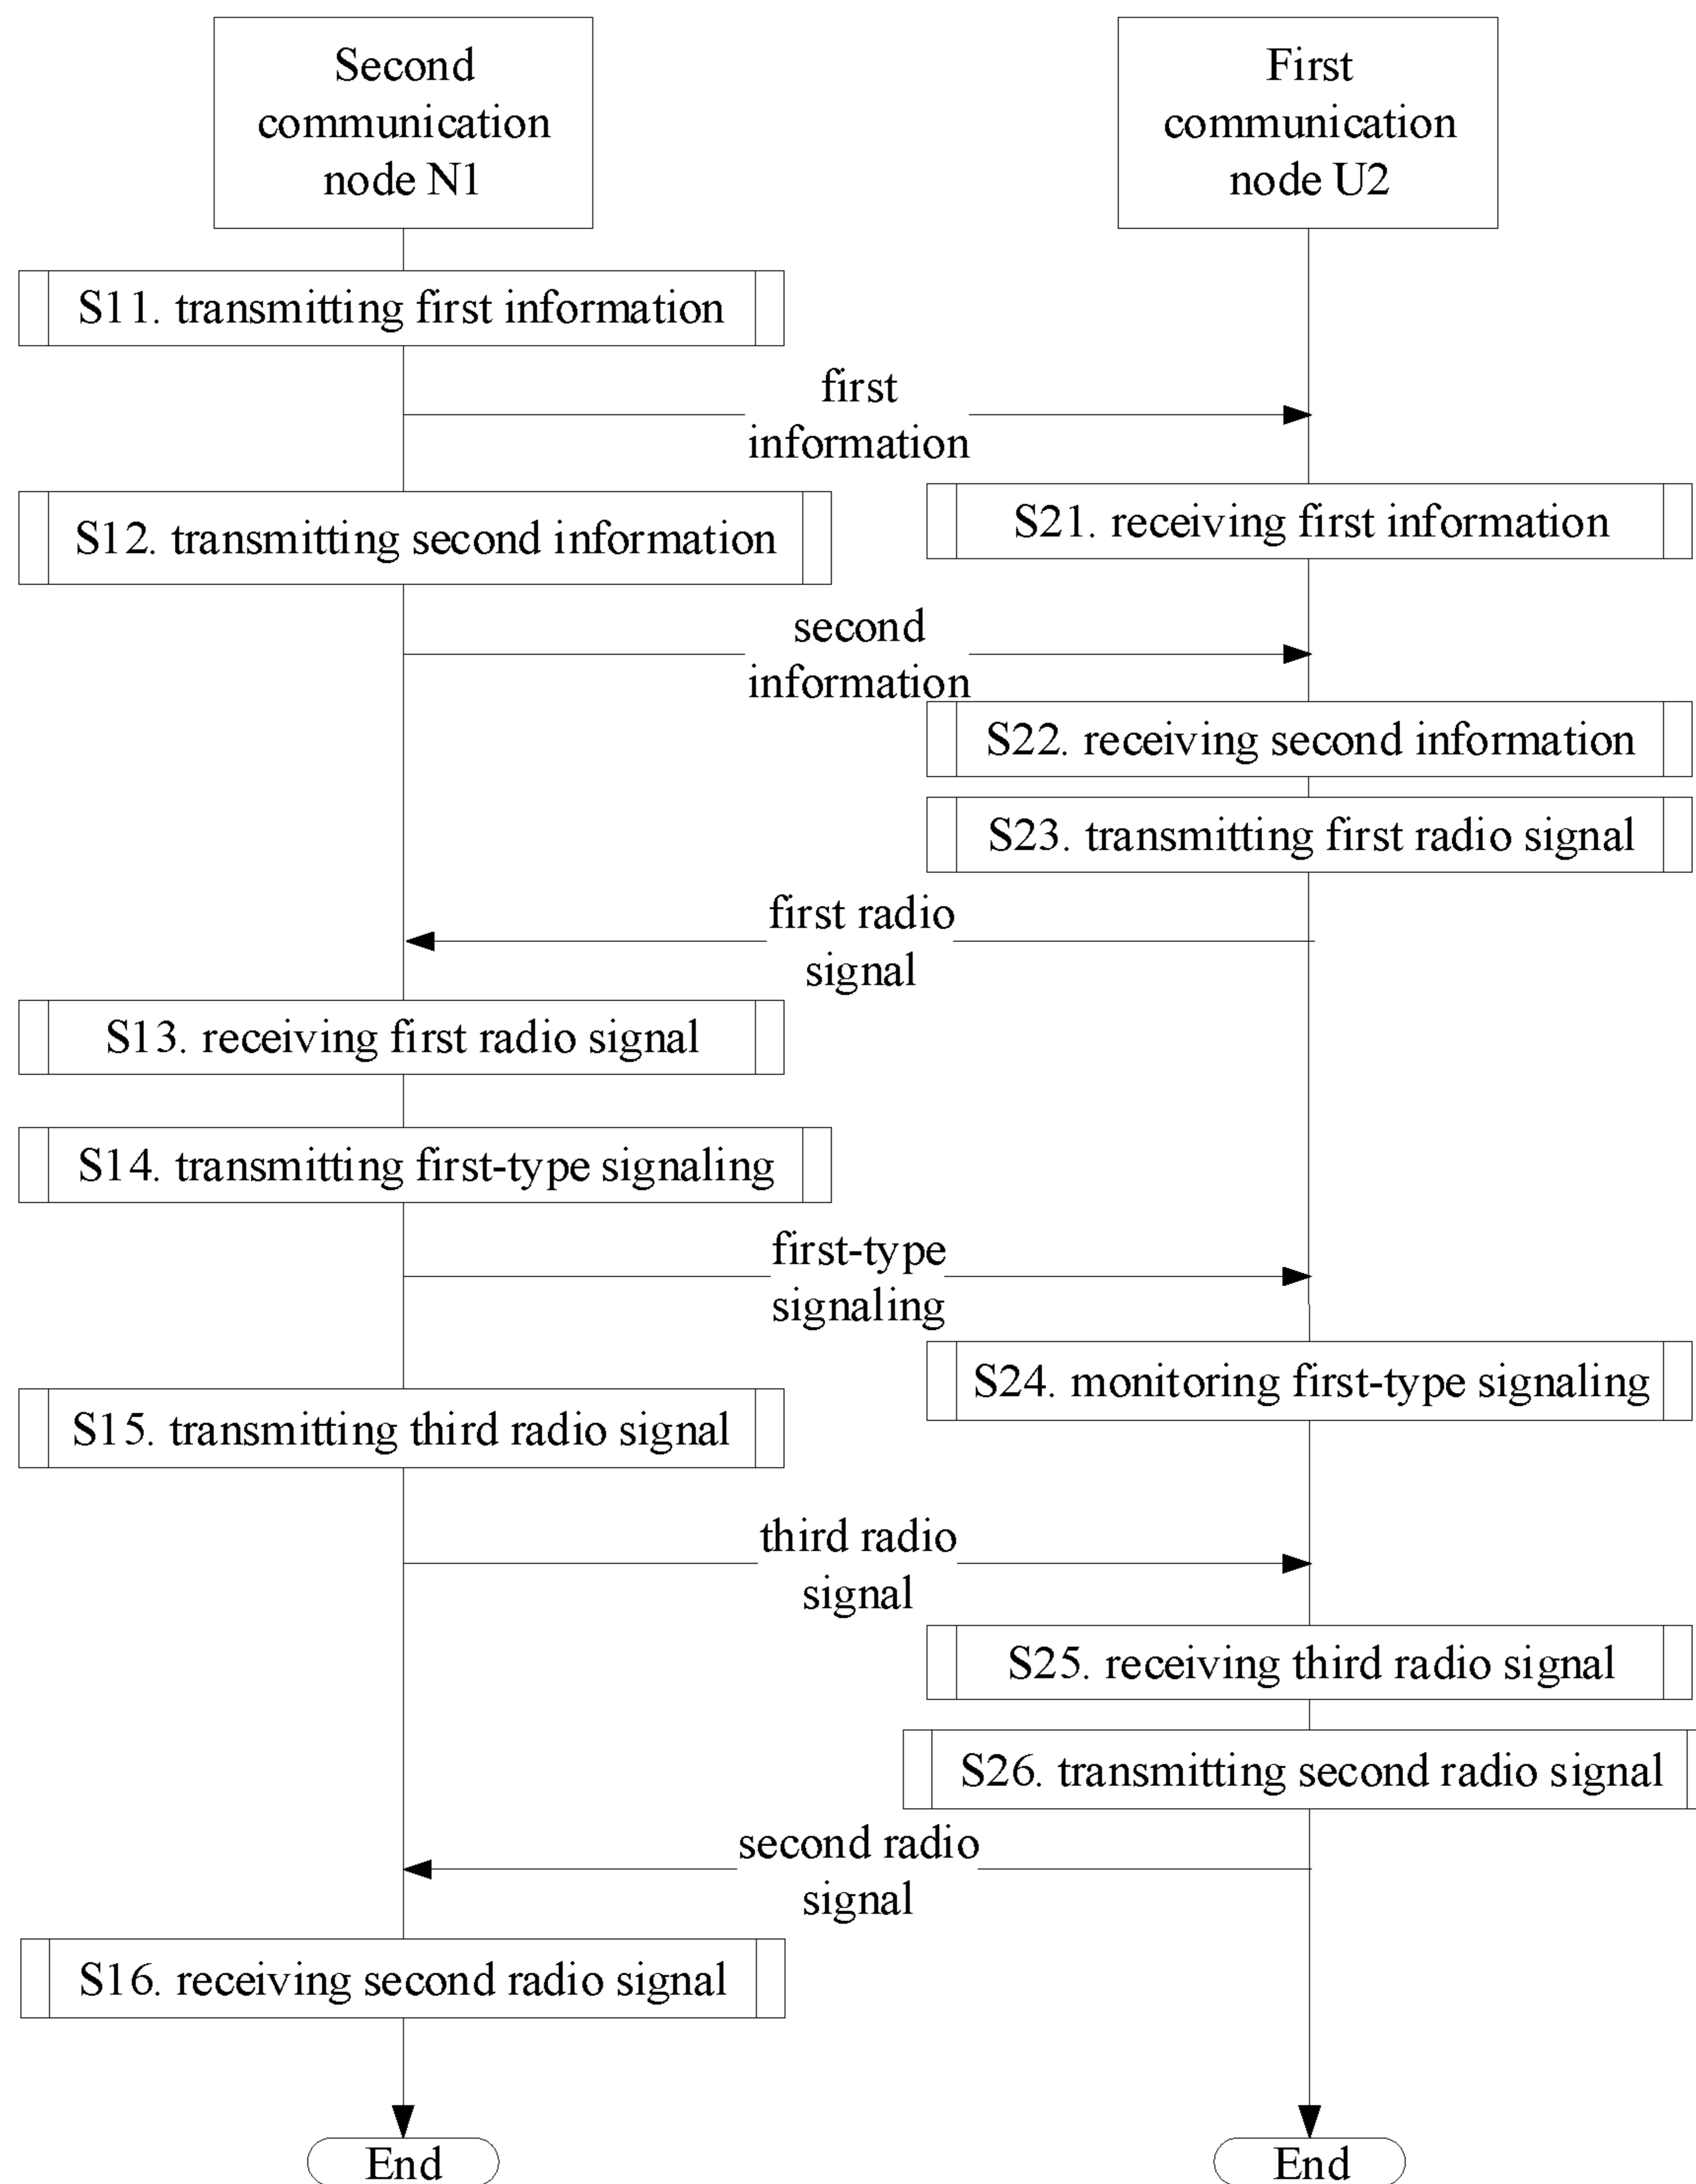 Second
communication
node N1
First
communication
node U2
S11. transmitting first information
first
information
S12. transmitting second information
S21. receiving first information
second
information
S22. receiving second information
S23. transmitting first radio signal
first radio
signal
S13. receiving first radio signal
S14. transmitting first-type signaling
first-type
signaling
S24. monitoring first-type signaling
S15. transmitting third radio signal
third radio
signal
S25. receiving third radio signal
S26. transmitting second radio signal
second radio
signal
S16. receiving second radio signal
End
End